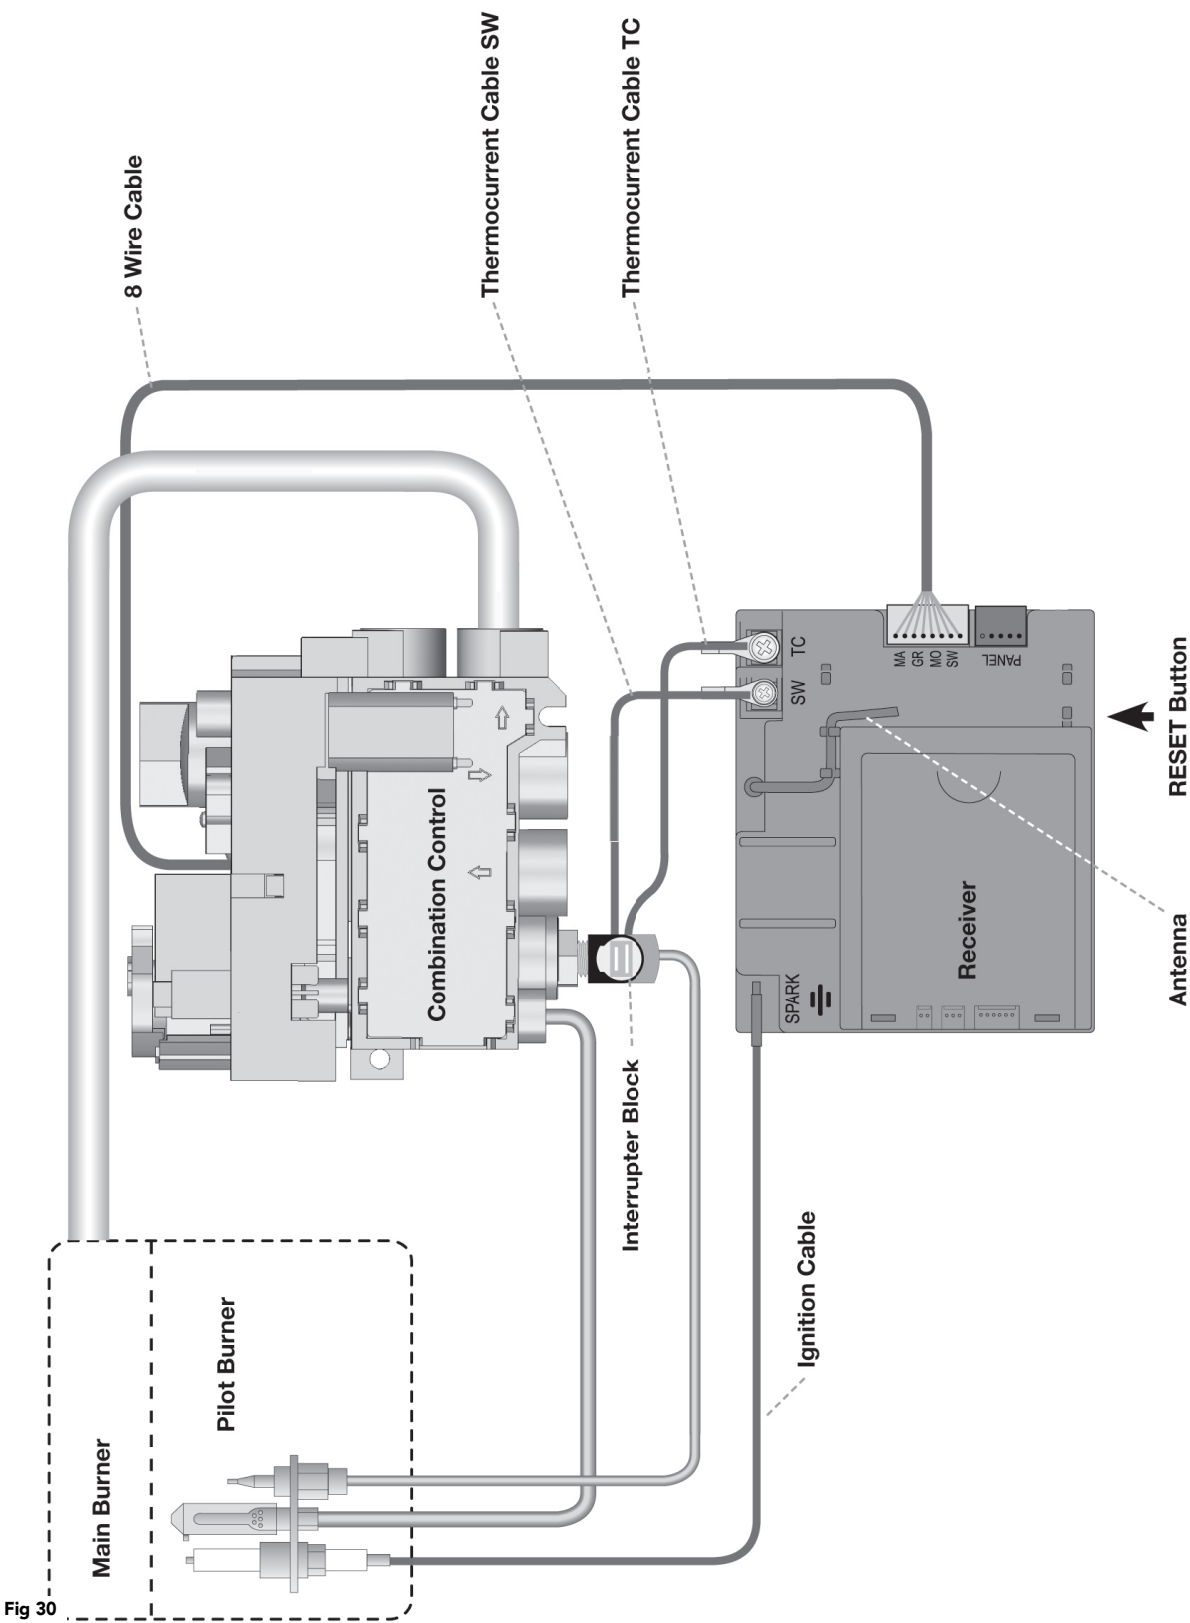 8 Wire Cable
Thermocurrent Cable SW
Thermocurrent Cable TC
Combination Control
Interrupter Block
Main Burner
Pilot Burner
Ignition Cable
SPARK
SW
TC
MA
GR
MO
SW
PANEL
Receiver
Antenna
RESET Button
Fig 30